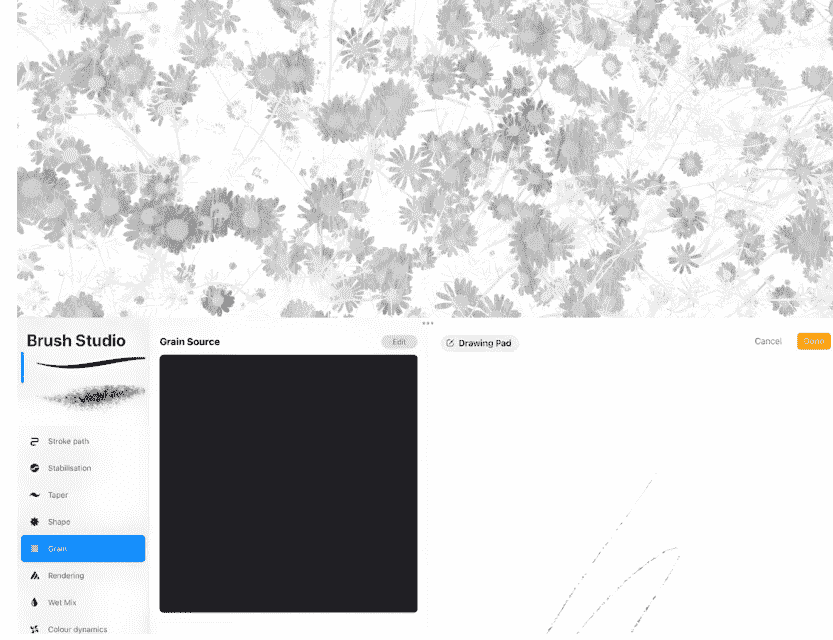 Brush Studio
Grain Source
Edit
Drawing Pad
Cancel
Done
Stroke path
Stabilisation
Taper
Shape
Grain
Rendering
Wet Mix
Colour dynamics